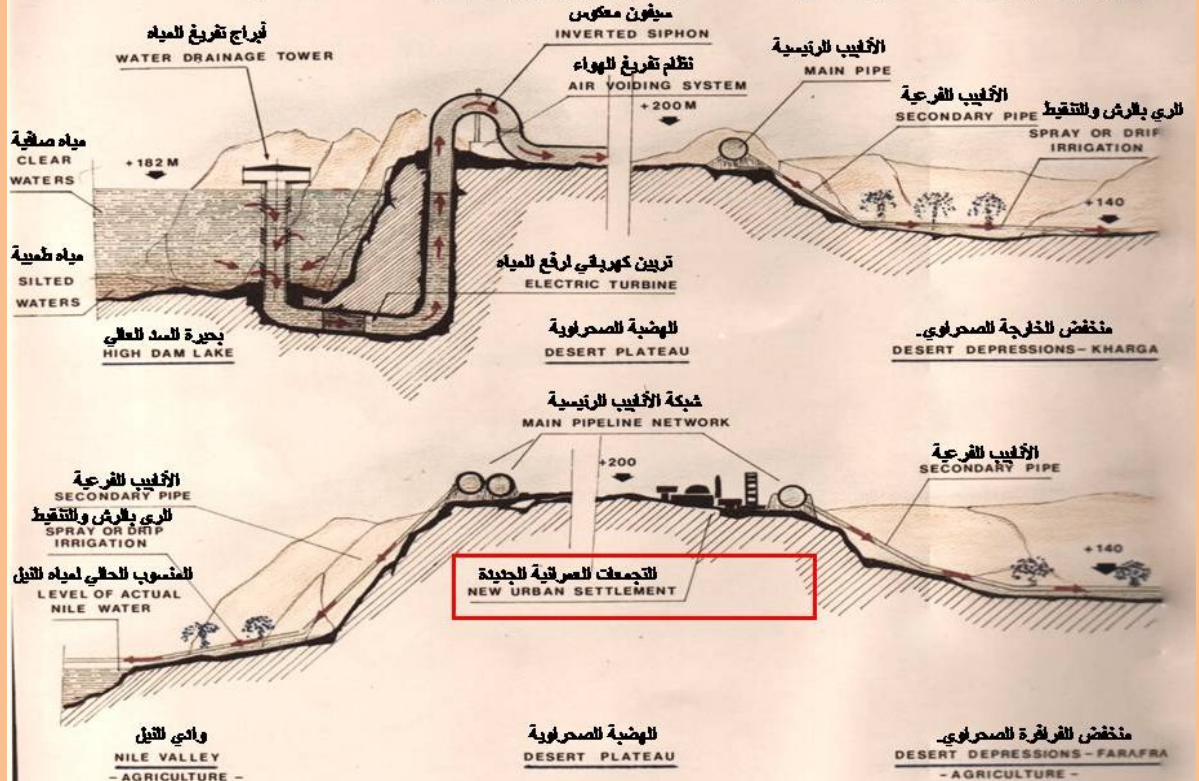 سيفون معكوس
INVERTED SIPHON
أبراج تفريغ المياه
WATER DRAINAGE TOWER
نظام تفريغ الهواء
AIR VOIDING SYSTEM
+200 M
الأنابيب الرئيسية
MAIN PIPE
الأنابيب الفرعية
SECONDARY PIPE
للري بالرش والتنقيط
SPRAY OR DRIP
IRRIGATION
مياه صافية
CLEAR
WATERS
+182 M
+140
مياه طميية
SILTED
WATERS
تربين كهربائي لرفع المياه
ELECTRIC TURBINE
بحيرة السد العالي
HIGH DAM LAKE
الهضبة الصحراوية
DESERT PLATEAU
منخفض الخارجة الصحراوي_
DESERT DEPRESSIONS - KHARGA
شبكة الأنابيب الرئيسية
MAIN PIPELINE NETWORK
+200
الأنابيب الفرعية
SECONDARY PIPE
الأنابيب الفرعية
SECONDARY PIPE
للري بالرش والتنقيط
SPRAY OR DRIP
IRRIGATION
المنسوب الحالي لمياه النيل
LEVEL OF ACTUAL
NILE WATER
+140
التجمعات العمرانية الجديدة
NEW URBAN SETTLEMENT
وادي النيل
NILE VALLEY
- AGRICULTURE -
الهضبة الصحراوية
DESERT PLATEAU
منخفض الفرافرة الصحراوي_
DESERT DEPRESSIONS - FARAFRA
- AGRICULTURE -